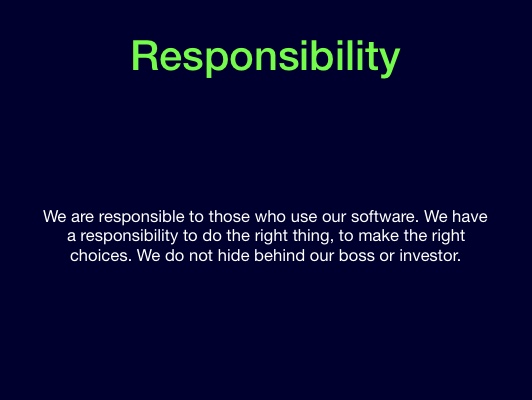 Responsibility
We are responsible to those who use our software. We have
a responsibility to do the right thing, to make the right
choices. We do not hide behind our boss or investor.